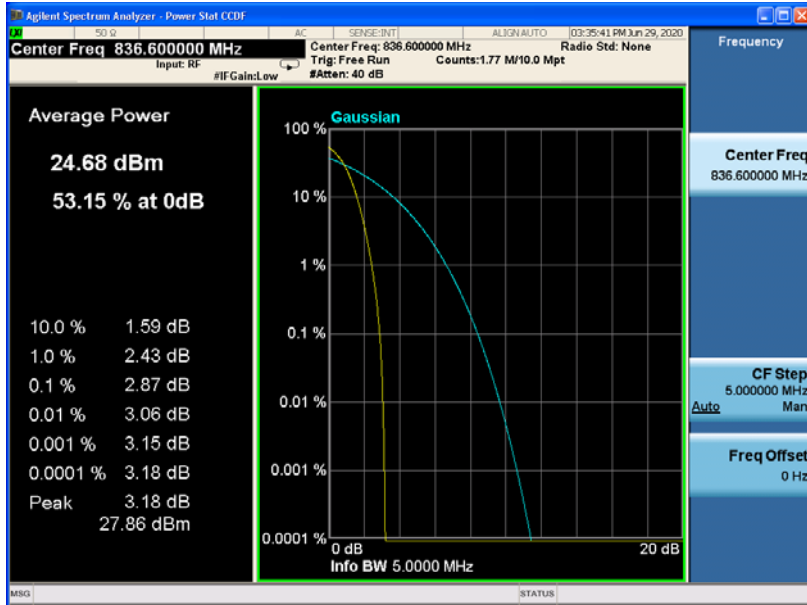 Agilent Spectrum Analyzer - Power Stat CCDF
50 Ω AC SENSE:INT ALIGN AUTO 03:35:41 PM Jun 29, 2020
Center Freq 836.600000 MHz
Input: RF
#IFGain:Low
Center Freq: 836.600000 MHz
Radio Std: None
Trig: Free Run
Counts:1.77 M/10.0 Mpt
#Atten: 40 dB
Average Power
24.68 dBm
53.15 % at 0dB
10.0 % 1.59 dB
1.0 % 2.43 dB
0.1 % 2.87 dB
0.01 % 3.06 dB
0.001 % 3.15 dB
0.0001 % 3.18 dB
Peak 3.18 dB
27.86 dBm
Gaussian
100 %
10 %
1 %
0.1 %
0.01 %
0.001 %
0.0001 %
0 dB
20 dB
Info BW 5.0000 MHz
Frequency
Center Freq
836.600000 MHz
CF Step
5.000000 MHz
Auto Man
Freq Offset
0 Hz
MSG
STATUS